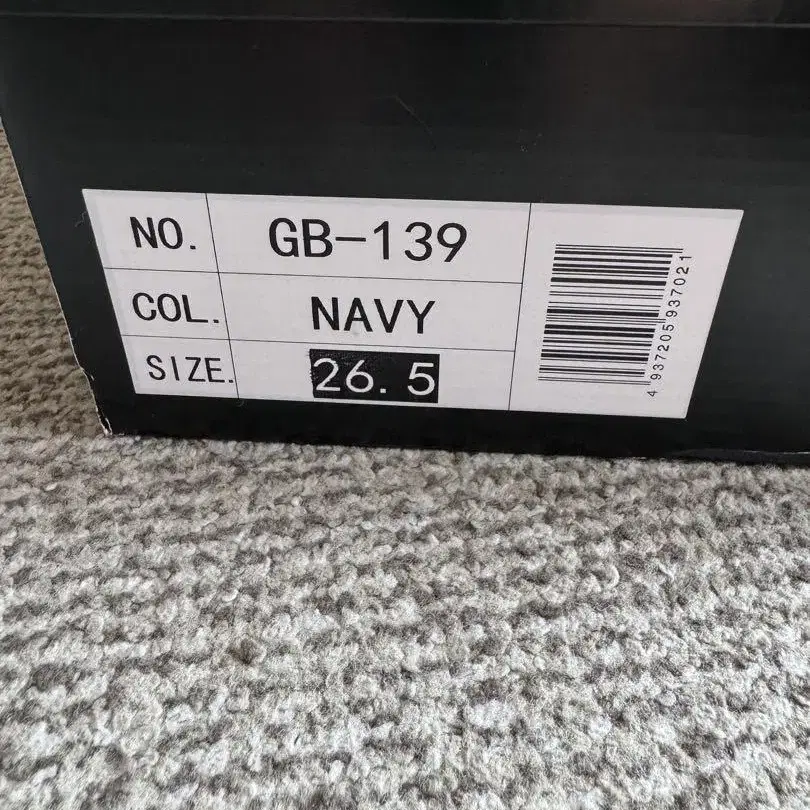 NO. GB-139
COL. NAVY
SIZE. 26.5
4 937205 937021